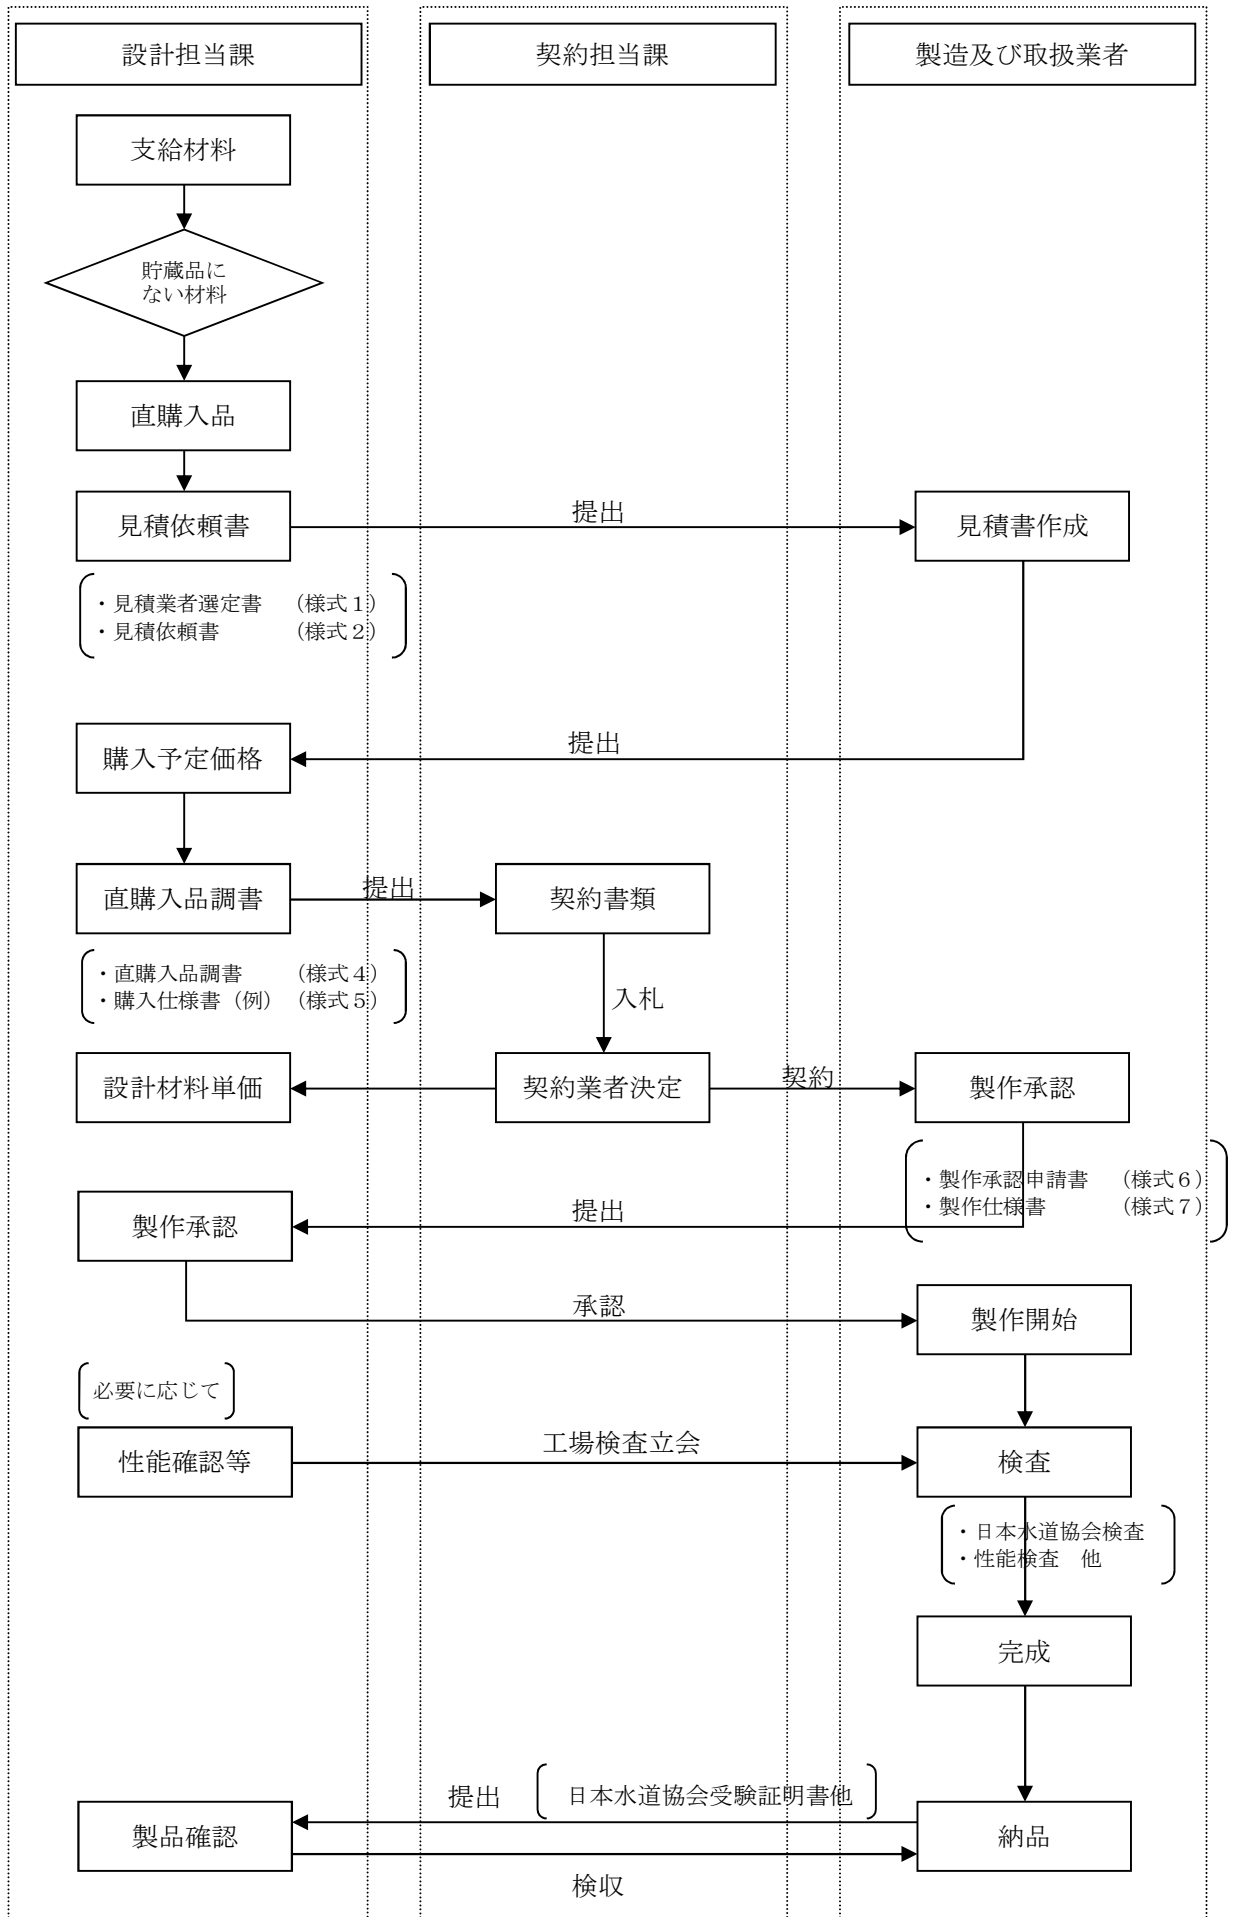 設計担当課
契約担当課
製造及び取扱業者
支給材料
貯蔵品に
ない材料
直購入品
見積依頼書
提出
見積書作成
・見積業者選定書　（様式１）
・見積依頼書　　　（様式２）
提出
購入予定価格
直購入品調書
提出
契約書類
・直購入品調書　　（様式４）
・購入仕様書（例）（様式５）
入札
設計材料単価
契約業者決定
契約
製作承認
・製作承認申請書　（様式６）
・製作仕様書　　　（様式７）
提出
製作承認
承認
製作開始
必要に応じて
性能確認等
工場検査立会
検査
・日本水道協会検査
・性能検査　他
完成
提出
日本水道協会受験証明書他
製品確認
納品
検収